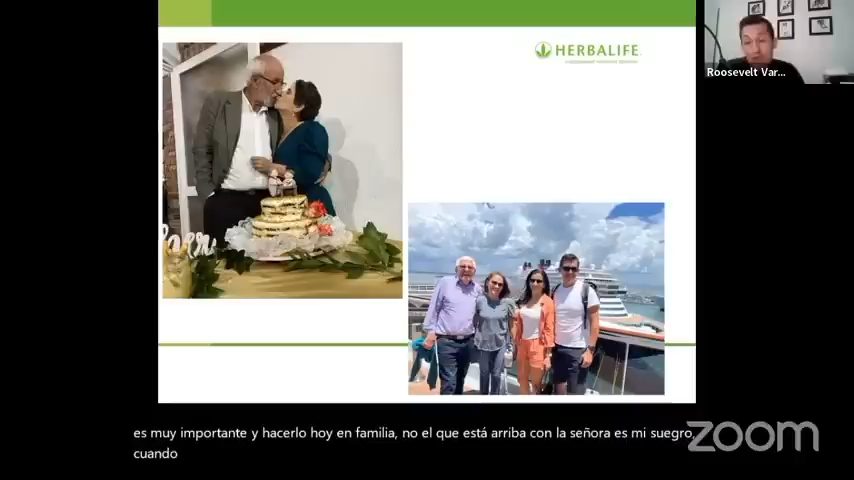 HERBALIFE
Roosevelt Var...
es muy importante y hacerlo hoy en familia, no el que está arriba con la señora es mi suegro,
cuando
zoom